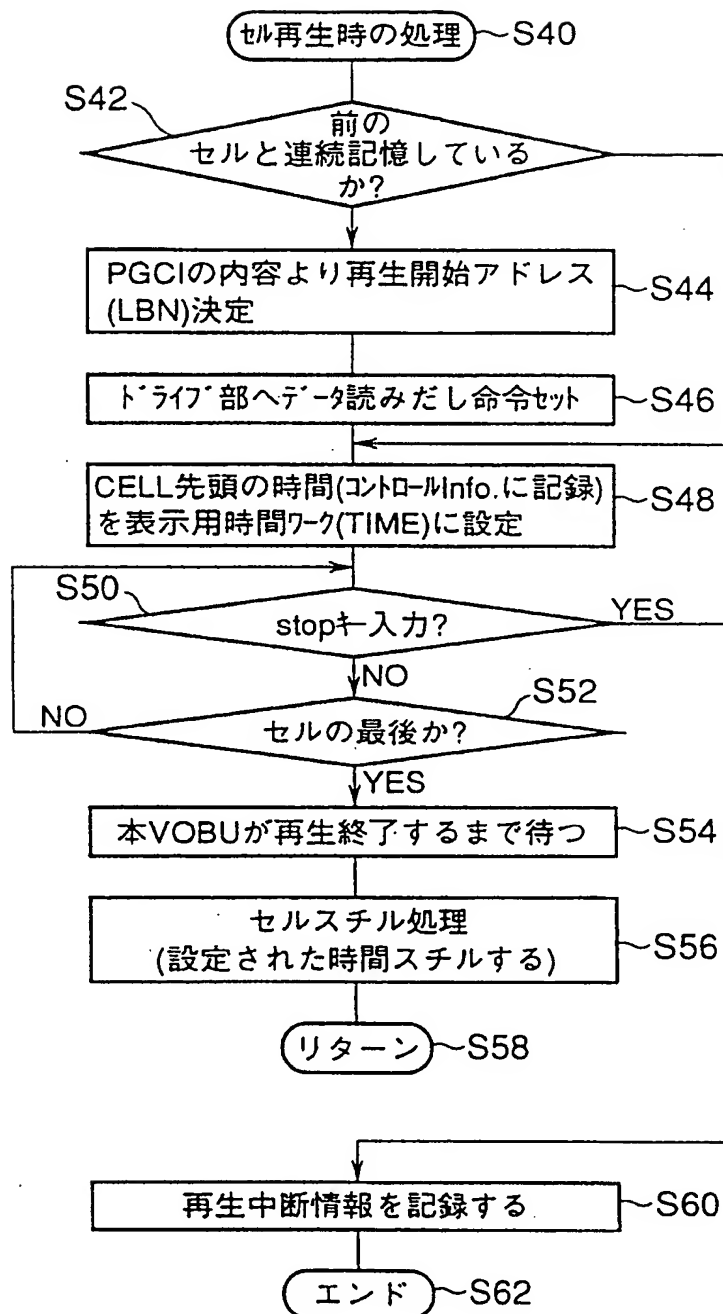 セル再生時の処理 S40
S42
前の
セルと連続記憶している
か?
PGCIの内容より再生開始アドレス
(LBN)決定
S44
ドライブ部へデータ読みだし命令セット S46
CELL先頭の時間(コントロールInfo.に記録)
を表示用時間ワーク(TIME)に設定
S48
S50
stopキー入力?
YES
NO
S52
NO
セルの最後か?
YES
本VOBUが再生終了するまで待つ S54
セルスチル処理
(設定された時間スチルする)
S56
リターン S58
再生中断情報を記録する S60
エンド S62